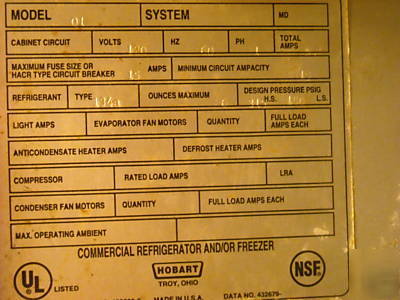 MODEL SYSTEM MD
CABINET CIRCUIT VOLTS HZ PH TOTAL AMPS
MAXIMUM FUSE SIZE OR HACR TYPE CIRCUIT BREAKER AMPS MINIMUM CIRCUIT AMPACITY
REFRIGERANT TYPE OUNCES MAXIMUM DESIGN PRESSURE PSIG H.S. L.S.
LIGHT AMPS EVAPORATOR FAN MOTORS QUANTITY FULL LOAD AMPS EACH
ANTICONDENSATE HEATER AMPS DEFROST HEATER AMPS
COMPRESSOR RATED LOAD AMPS LRA
CONDENSER FAN MOTORS QUANTITY FULL LOAD AMPS EACH
MAX. OPERATING AMBIENT
COMMERCIAL REFRIGERATOR AND/OR FREEZER
UL LISTED HOBART NSF
TROY, OHIO
MADE IN U.S.A. DATA NO. 432679-